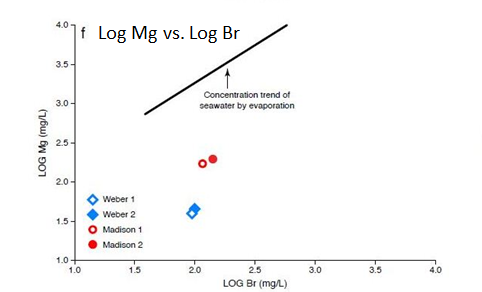 f Log Mg vs. Log Br
4.0
3.5
3.0
2.5
2.0
1.5
1.0
LOG Mg (mg/L)
Concentration trend of
seawater by evaporation
Weber 1
Weber 2
Madison 1
Madison 2
1.0 1.5 2.0 2.5 3.0 3.5 4.0
LOG Br (mg/L)